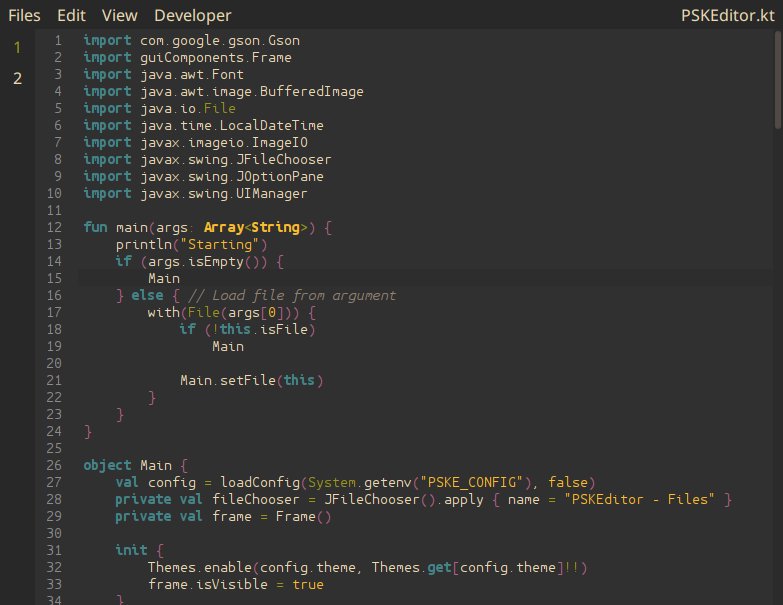 Files Edit View Developer PSKEditor.kt
1
2
1 import com.google.gson.Gson
2 import guiComponents.Frame
3 import java.awt.Font
4 import java.awt.image.BufferedImage
5 import java.io.File
6 import java.time.LocalDateTime
7 import javax.imageio.ImageIO
8 import javax.swing.JFileChooser
9 import javax.swing.JOptionPane
10 import javax.swing.UIManager
11
12 fun main(args: Array<String>) {
13     println("Starting")
14     if (args.isEmpty()) {
15         Main
16     } else { // Load file from argument
17         with(File(args[0])) {
18             if (!this.isFile)
19                 Main
20
21             Main.setFile(this)
22         }
23     }
24 }
25
26 object Main {
27     val config = loadConfig(System.getenv("PSKE_CONFIG"), false)
28     private val fileChooser = JFileChooser().apply { name = "PSKEditor - Files" }
29     private val frame = Frame()
30
31     init {
32         Themes.enable(config.theme, Themes.get[config.theme]!!)
33         frame.isVisible = true
34     }